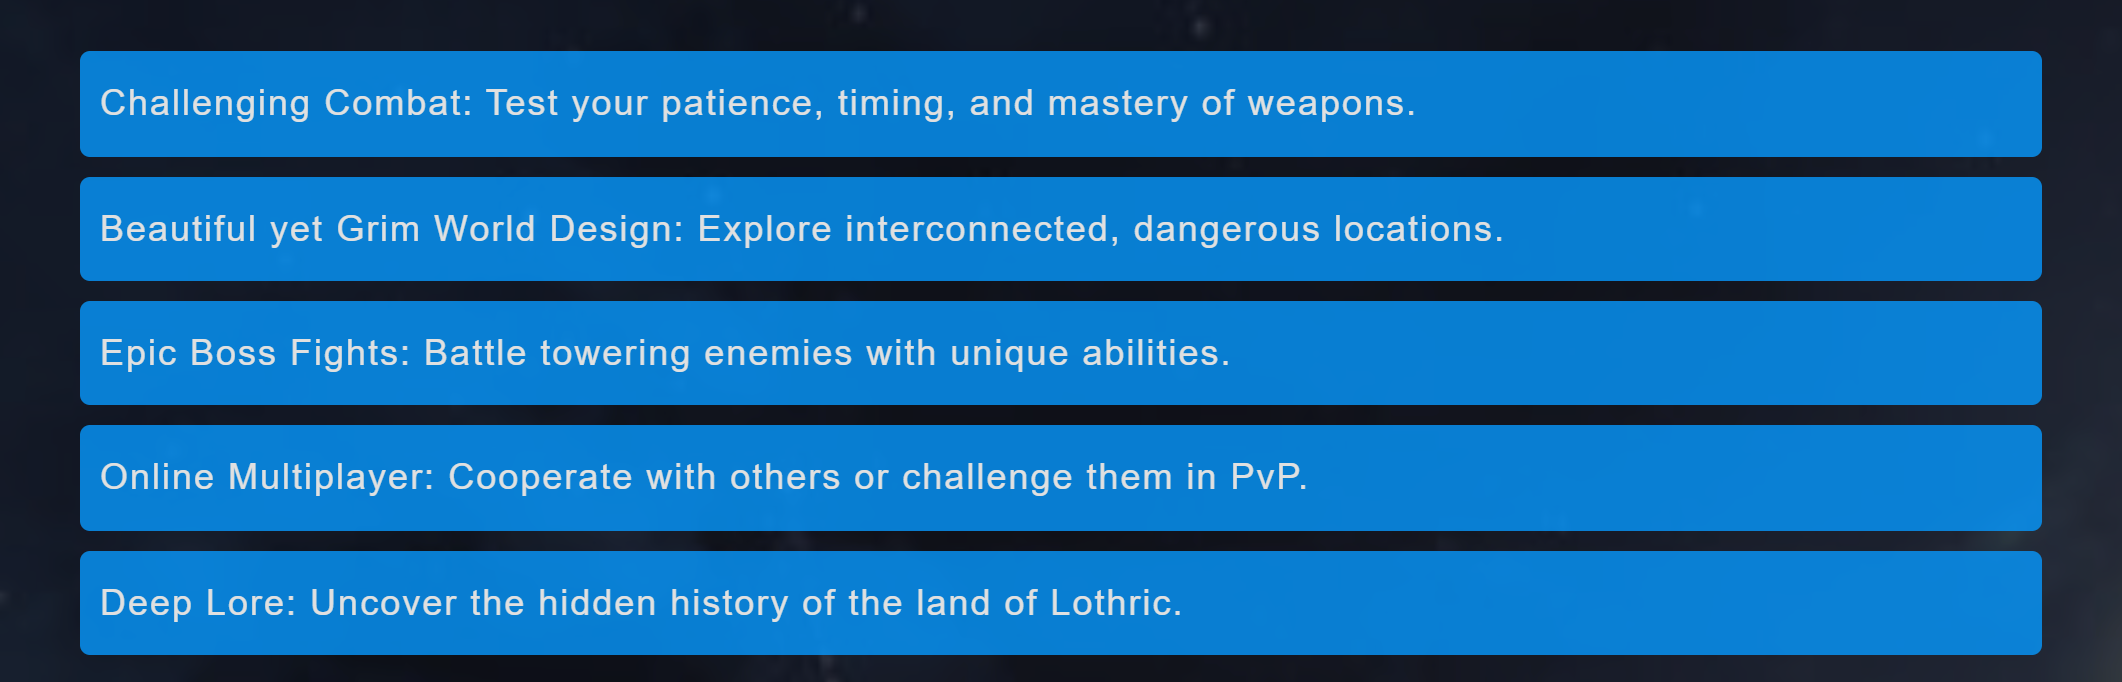 Challenging Combat: Test your patience, timing, and mastery of weapons.
Beautiful yet Grim World Design: Explore interconnected, dangerous locations.
Epic Boss Fights: Battle towering enemies with unique abilities.
Online Multiplayer: Cooperate with others or challenge them in PvP.
Deep Lore: Uncover the hidden history of the land of Lothric.